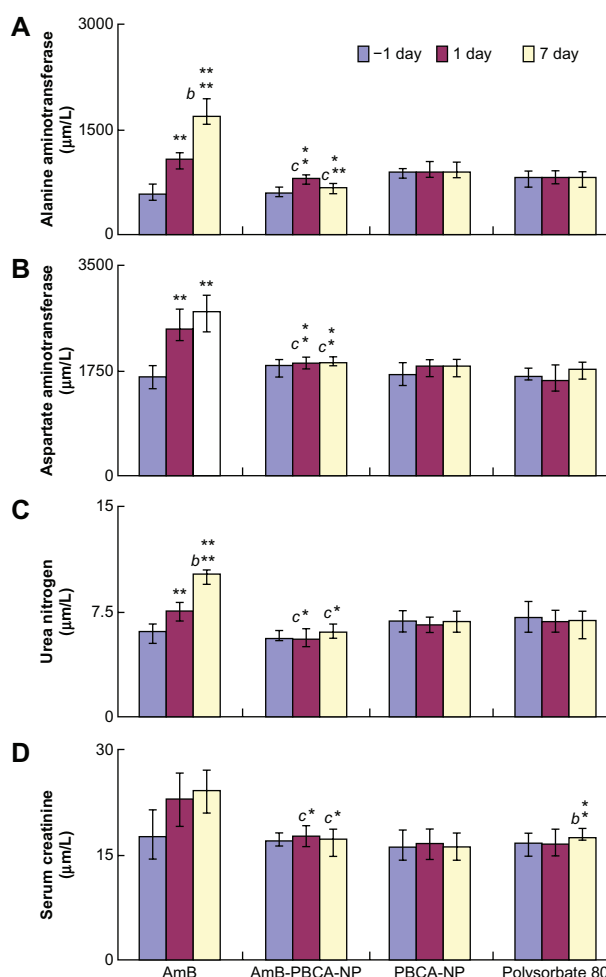 A
3000
1500
0
Alanine aminotransferase
(μm/L)
−1 day
1 day
7 day
**
b
**
**
**
*
c *
*
c **
B
3500
1750
0
Aspartate aminotransferase
(μm/L)
**
**
*
c *
*
c *
C
15
7.5
0
Urea nitrogen
(μm/L)
**
**
b **
c *
c *
D
30
15
0
Serum creatinine
(μm/L)
c *
c *
*
b *
AmB
AmB-PBCA-NP
PBCA-NP
Polysorbate 80